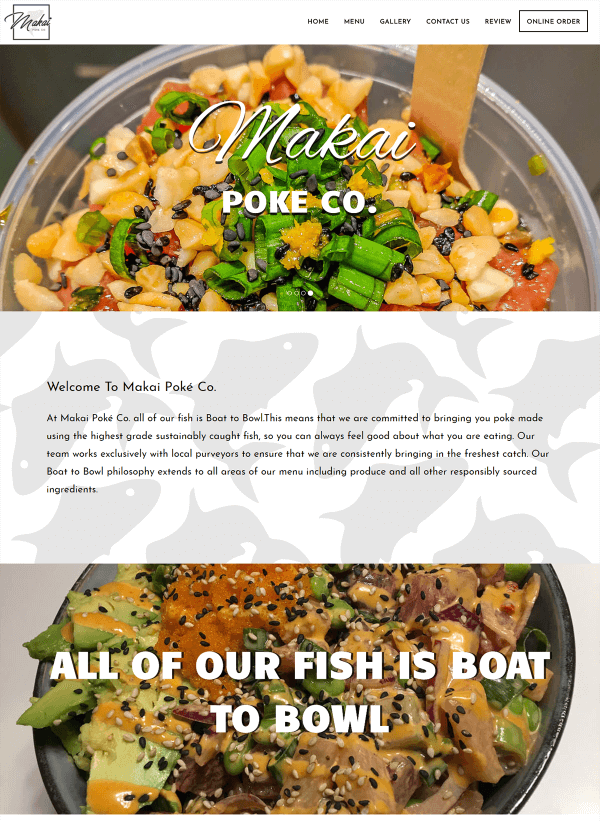 Makai
POKE CO.
HOME MENU GALLERY CONTACT US REVIEW ONLINE ORDER
Makai
POKE CO.
Welcome To Makai Poké Co.
At Makai Poké Co. all of our fish is Boat to Bowl.This means that we are committed to bringing you poke made
using the highest grade sustainably caught fish, so you can always feel good about what you are eating. Our
team works exclusively with local purveyors to ensure that we are consistently bringing in the freshest catch. Our
Boat to Bowl philosophy extends to all areas of our menu including produce and all other responsibly sourced
ingredients.
ALL OF OUR FISH IS BOAT
TO BOWL